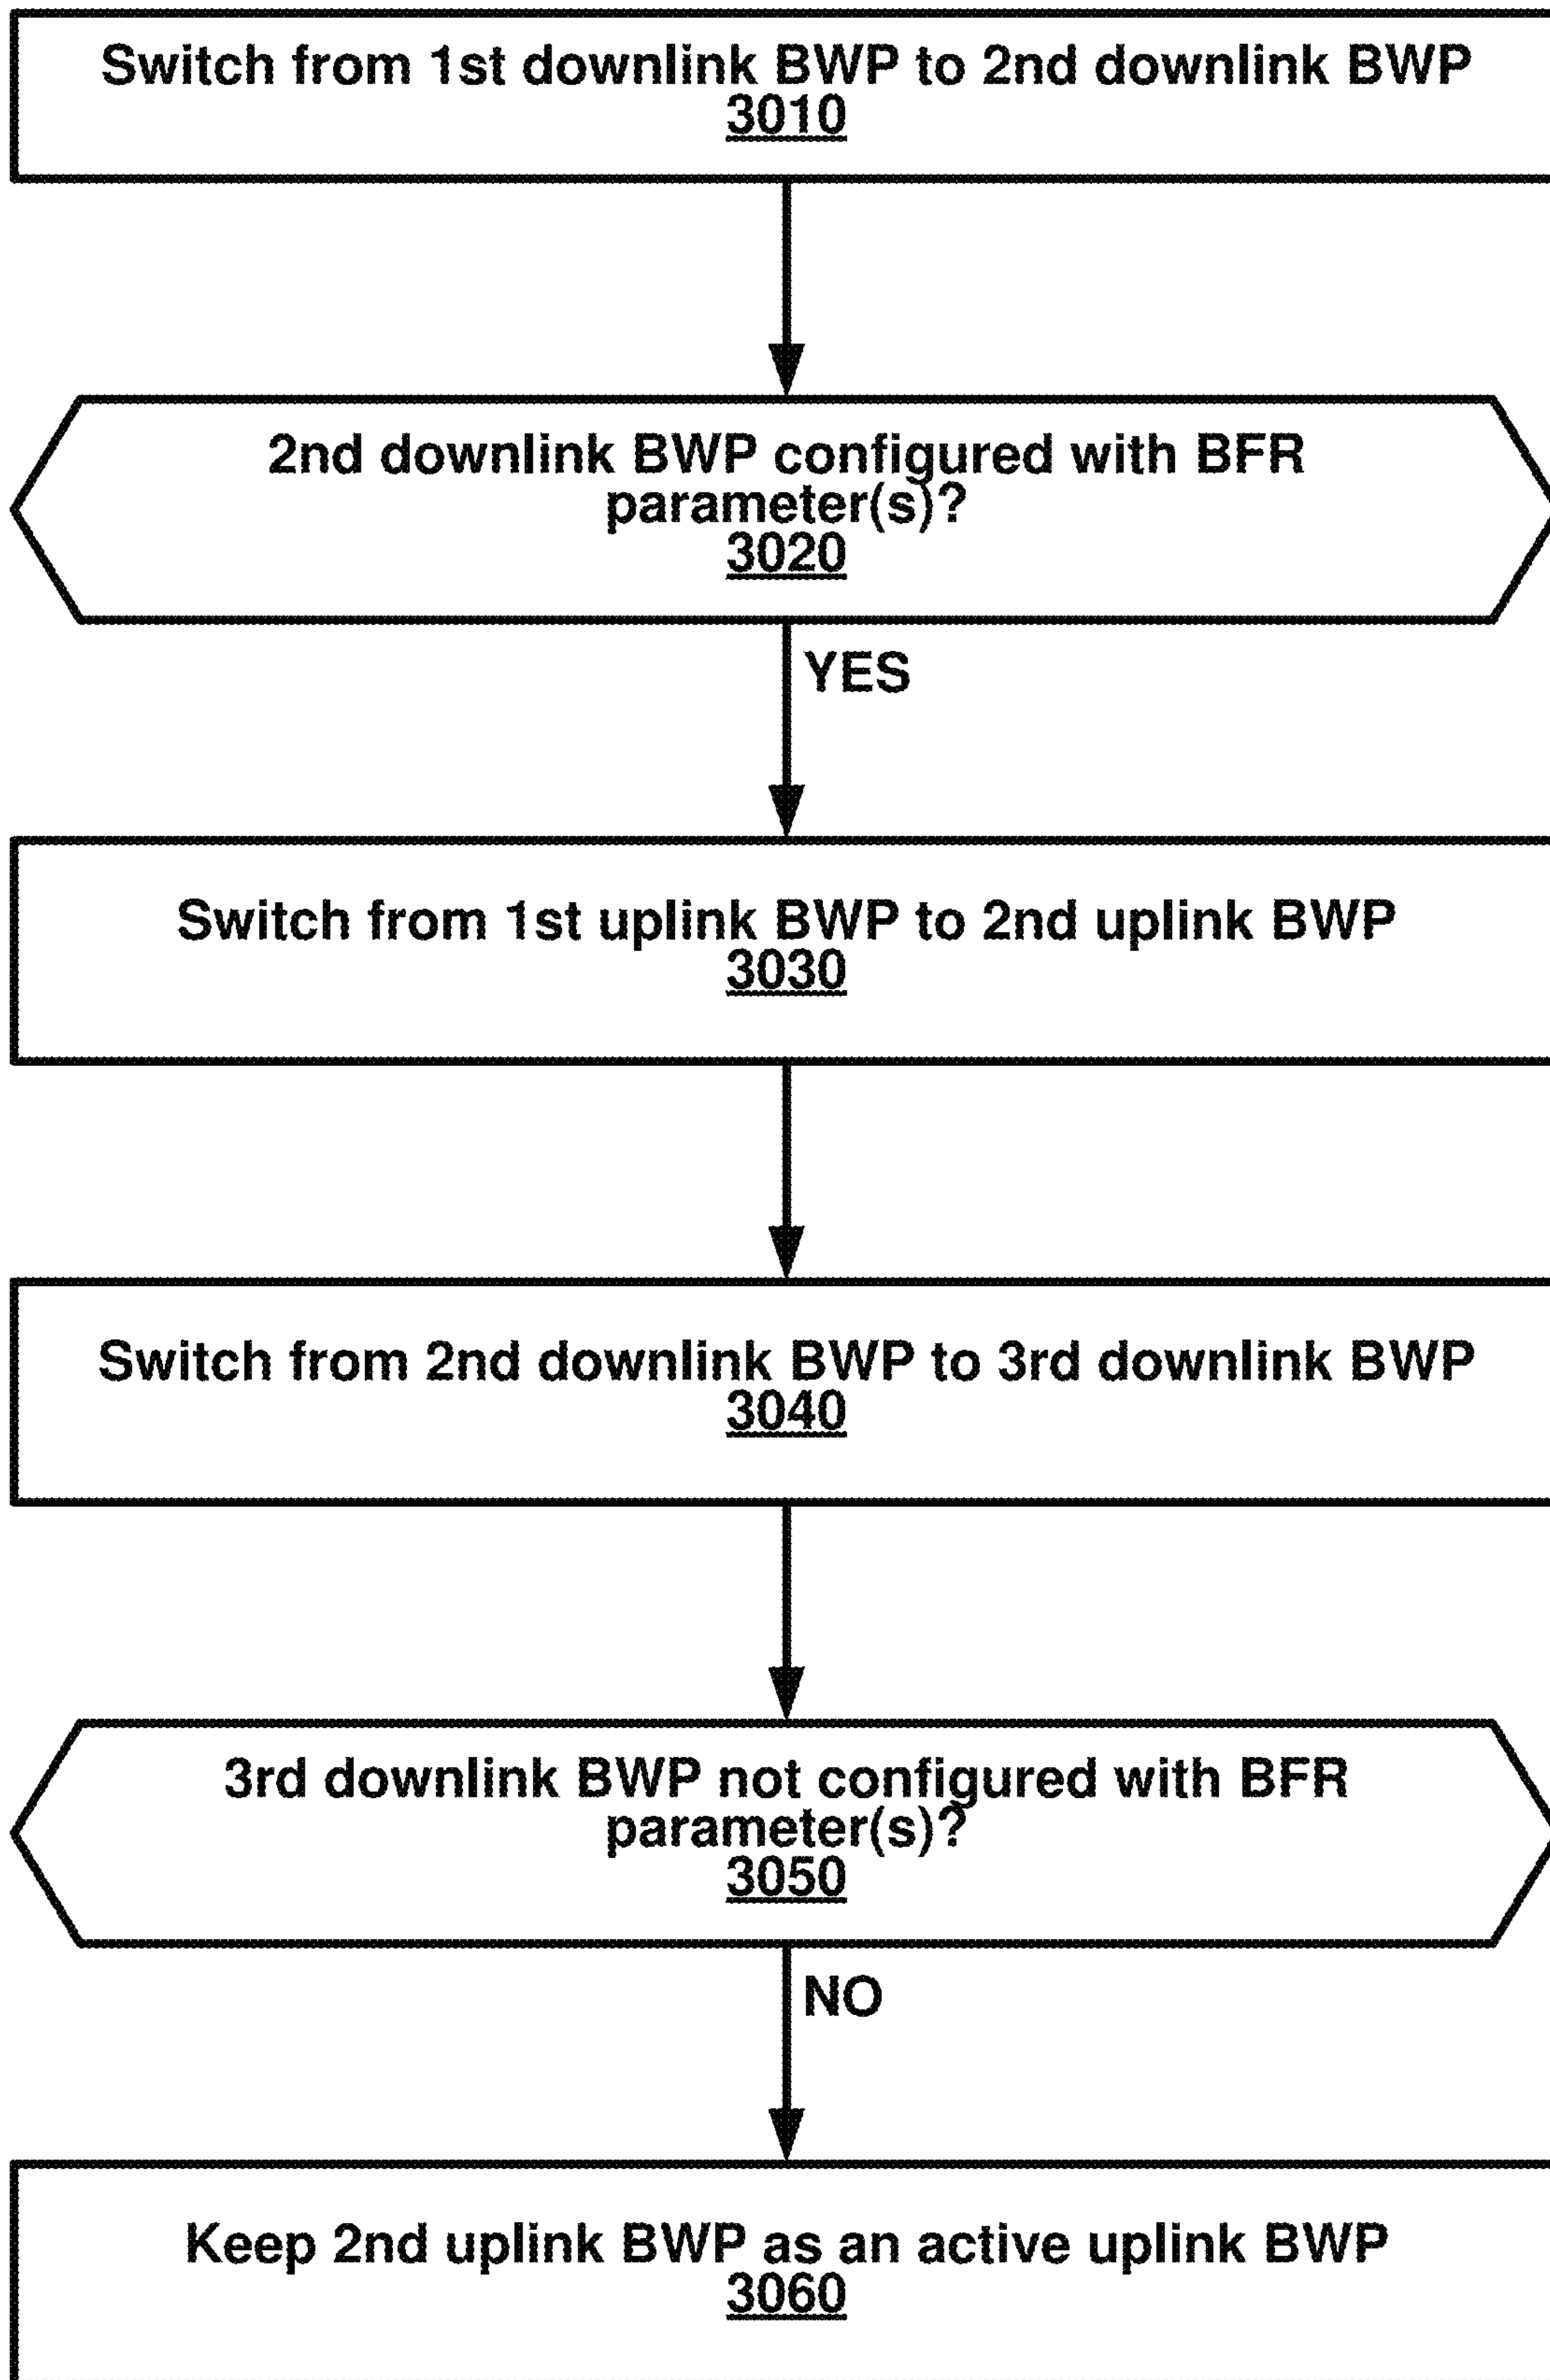 Switch from 1st downlink BWP to 2nd downlink BWP
3010
2nd downlink BWP configured with BFR
parameter(s)?
3020
YES
Switch from 1st uplink BWP to 2nd uplink BWP
3030
Switch from 2nd downlink BWP to 3rd downlink BWP
3040
3rd downlink BWP not configured with BFR
parameter(s)?
3050
NO
Keep 2nd uplink BWP as an active uplink BWP
3060